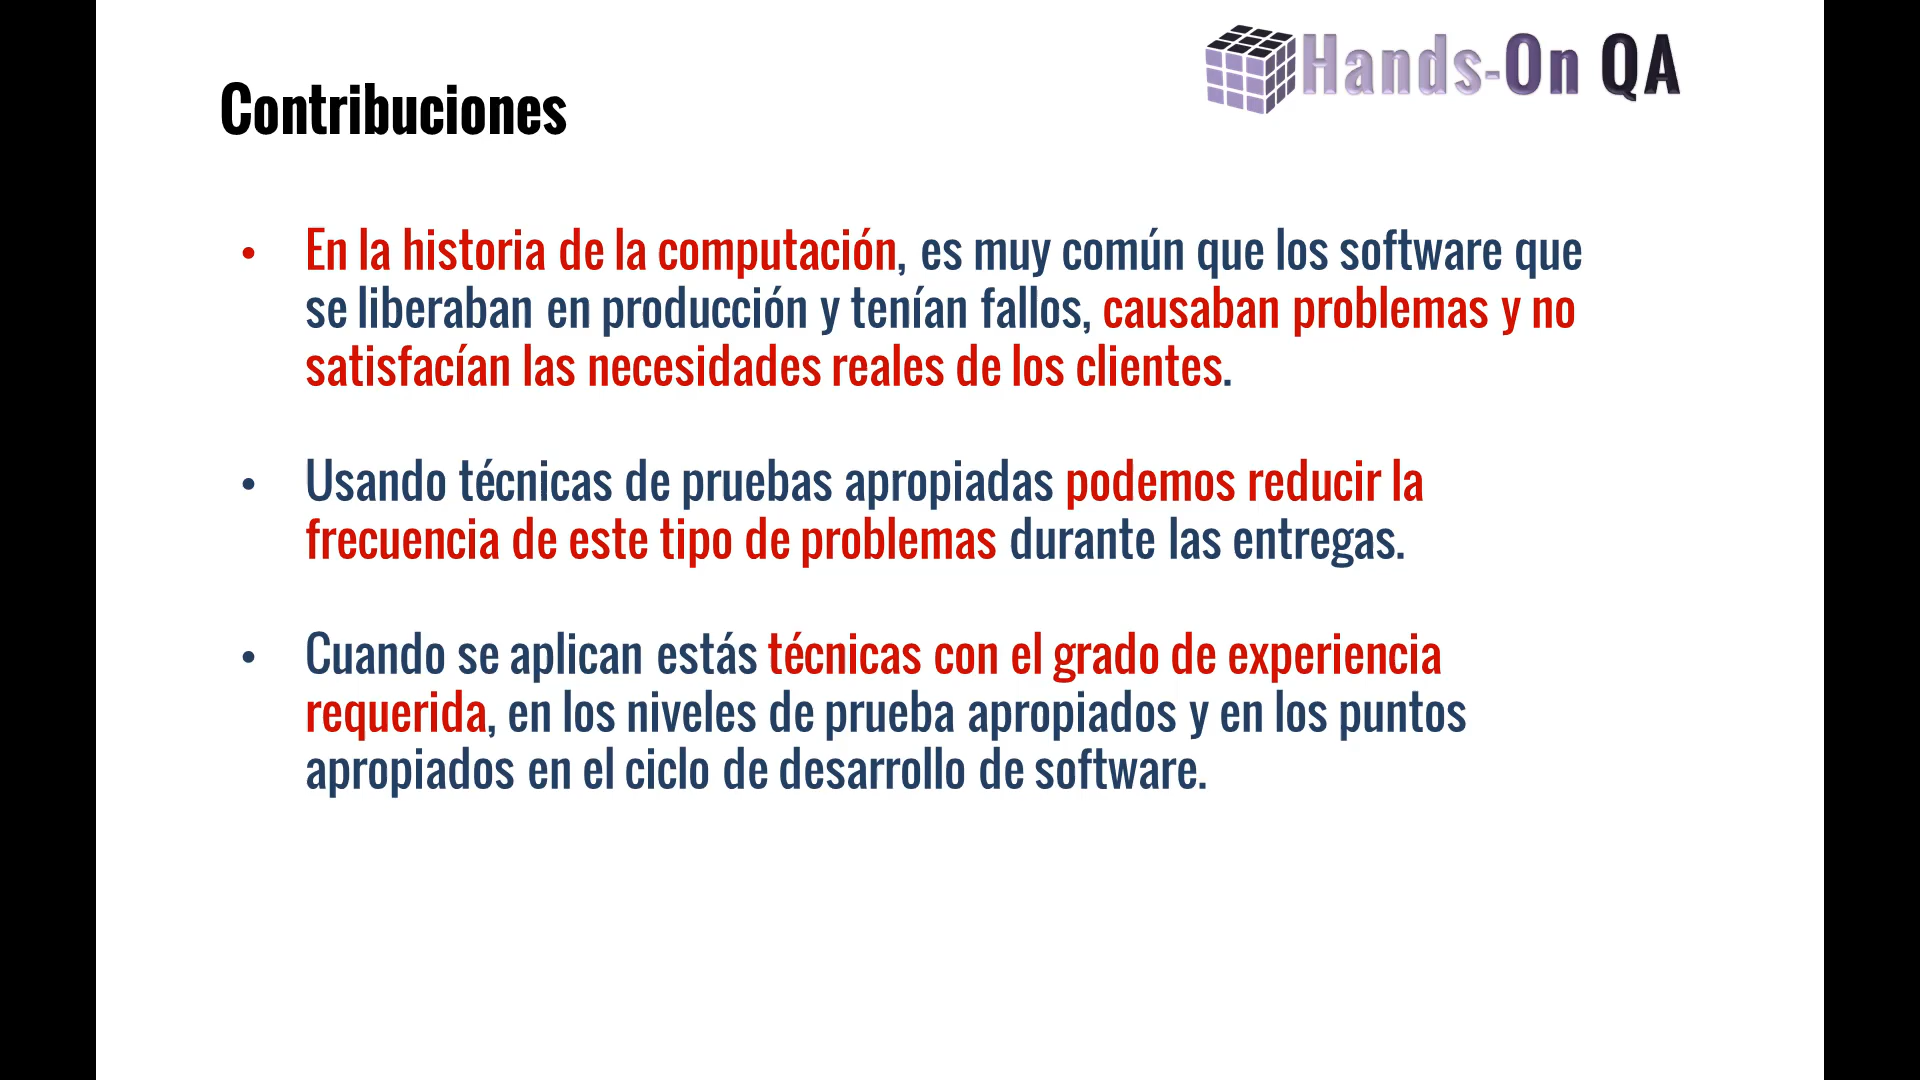 Hands-On QA
Contribuciones
• En la historia de la computación, es muy común que los software que
se liberaban en producción y tenían fallos, causaban problemas y no
satisfacían las necesidades reales de los clientes.
• Usando técnicas de pruebas apropiadas podemos reducir la
frecuencia de este tipo de problemas durante las entregas.
• Cuando se aplican estás técnicas con el grado de experiencia
requerida, en los niveles de prueba apropiados y en los puntos
apropiados en el ciclo de desarrollo de software.